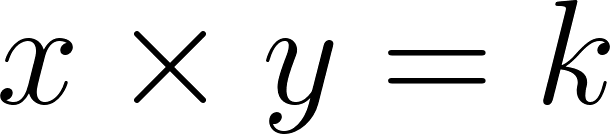 x × y = k